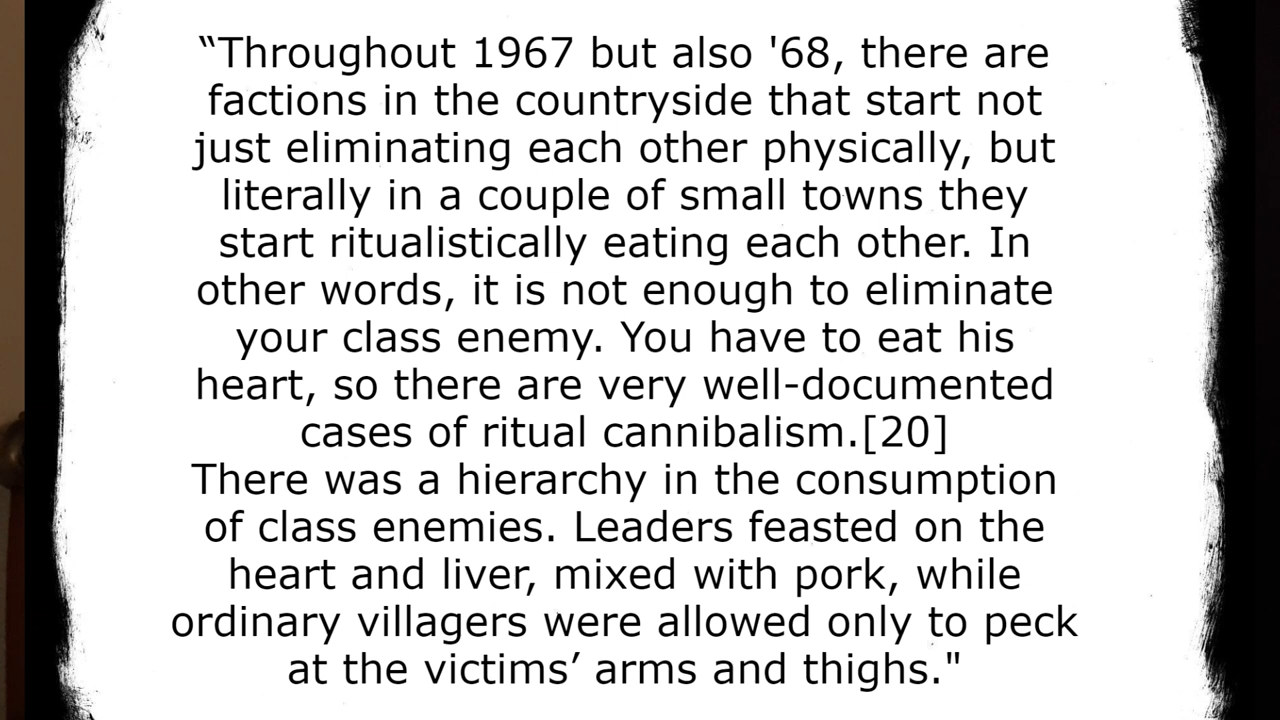 “Throughout 1967 but also '68, there are
factions in the countryside that start not
just eliminating each other physically, but
literally in a couple of small towns they
start ritualistically eating each other. In
other words, it is not enough to eliminate
your class enemy. You have to eat his
heart, so there are very well-documented
cases of ritual cannibalism.[20]
There was a hierarchy in the consumption
of class enemies. Leaders feasted on the
heart and liver, mixed with pork, while
ordinary villagers were allowed only to peck
at the victims’ arms and thighs."